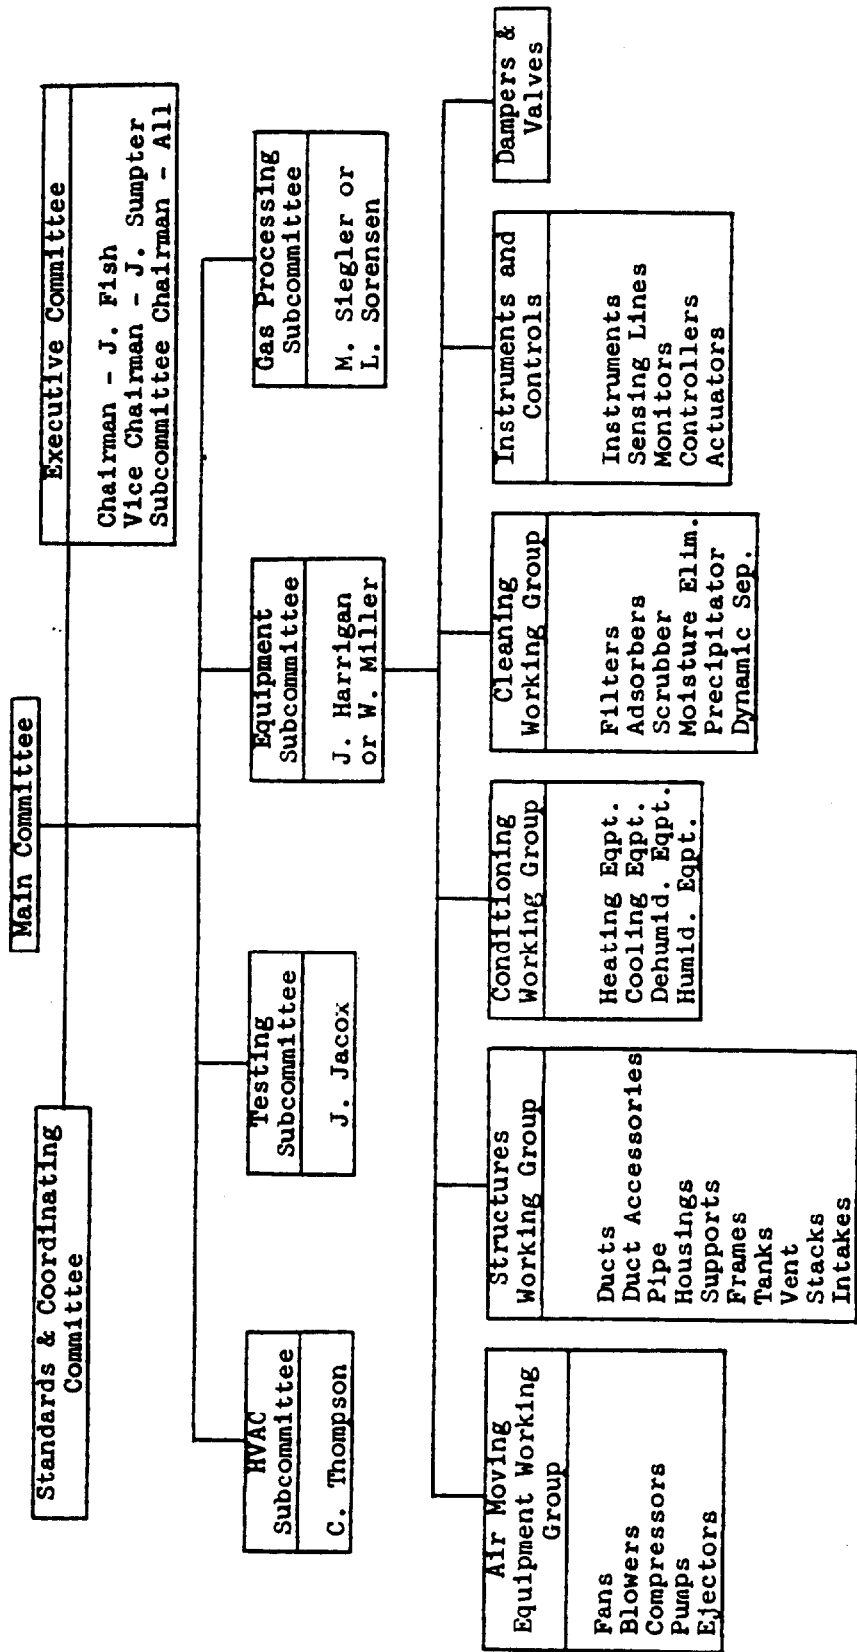 Main Committee
Standards & Coordinating
Committee
Executive Committee
Chairman - J. Fish
Vice Chairman - J. Sumpter
Subcommittee Chairman - All
HVAC
Subcommittee
C. Thompson
Testing
Subcommittee
J. Jacox
Equipment
Subcommittee
J. Harrigan
or W. Miller
Gas Processing
Subcommittee
M. Siegler or
L. Sorensen
Air Moving
Equipment Working
Group
Fans
Blowers
Compressors
Pumps
Ejectors
Structures
Working Group
Ducts
Duct Accessories
Pipe
Housings
Supports
Frames
Tanks
Vent
Stacks
Intakes
Conditioning
Working Group
Heating Eqpt.
Cooling Eqpt.
Dehumid. Eqpt.
Humid. Eqpt.
Cleaning
Working Group
Filters
Adsorbers
Scrubber
Moisture Elim.
Precipitator
Dynamic Sep.
Instruments and
Controls
Instruments
Sensing Lines
Monitors
Controllers
Actuators
Dampers &
Valves